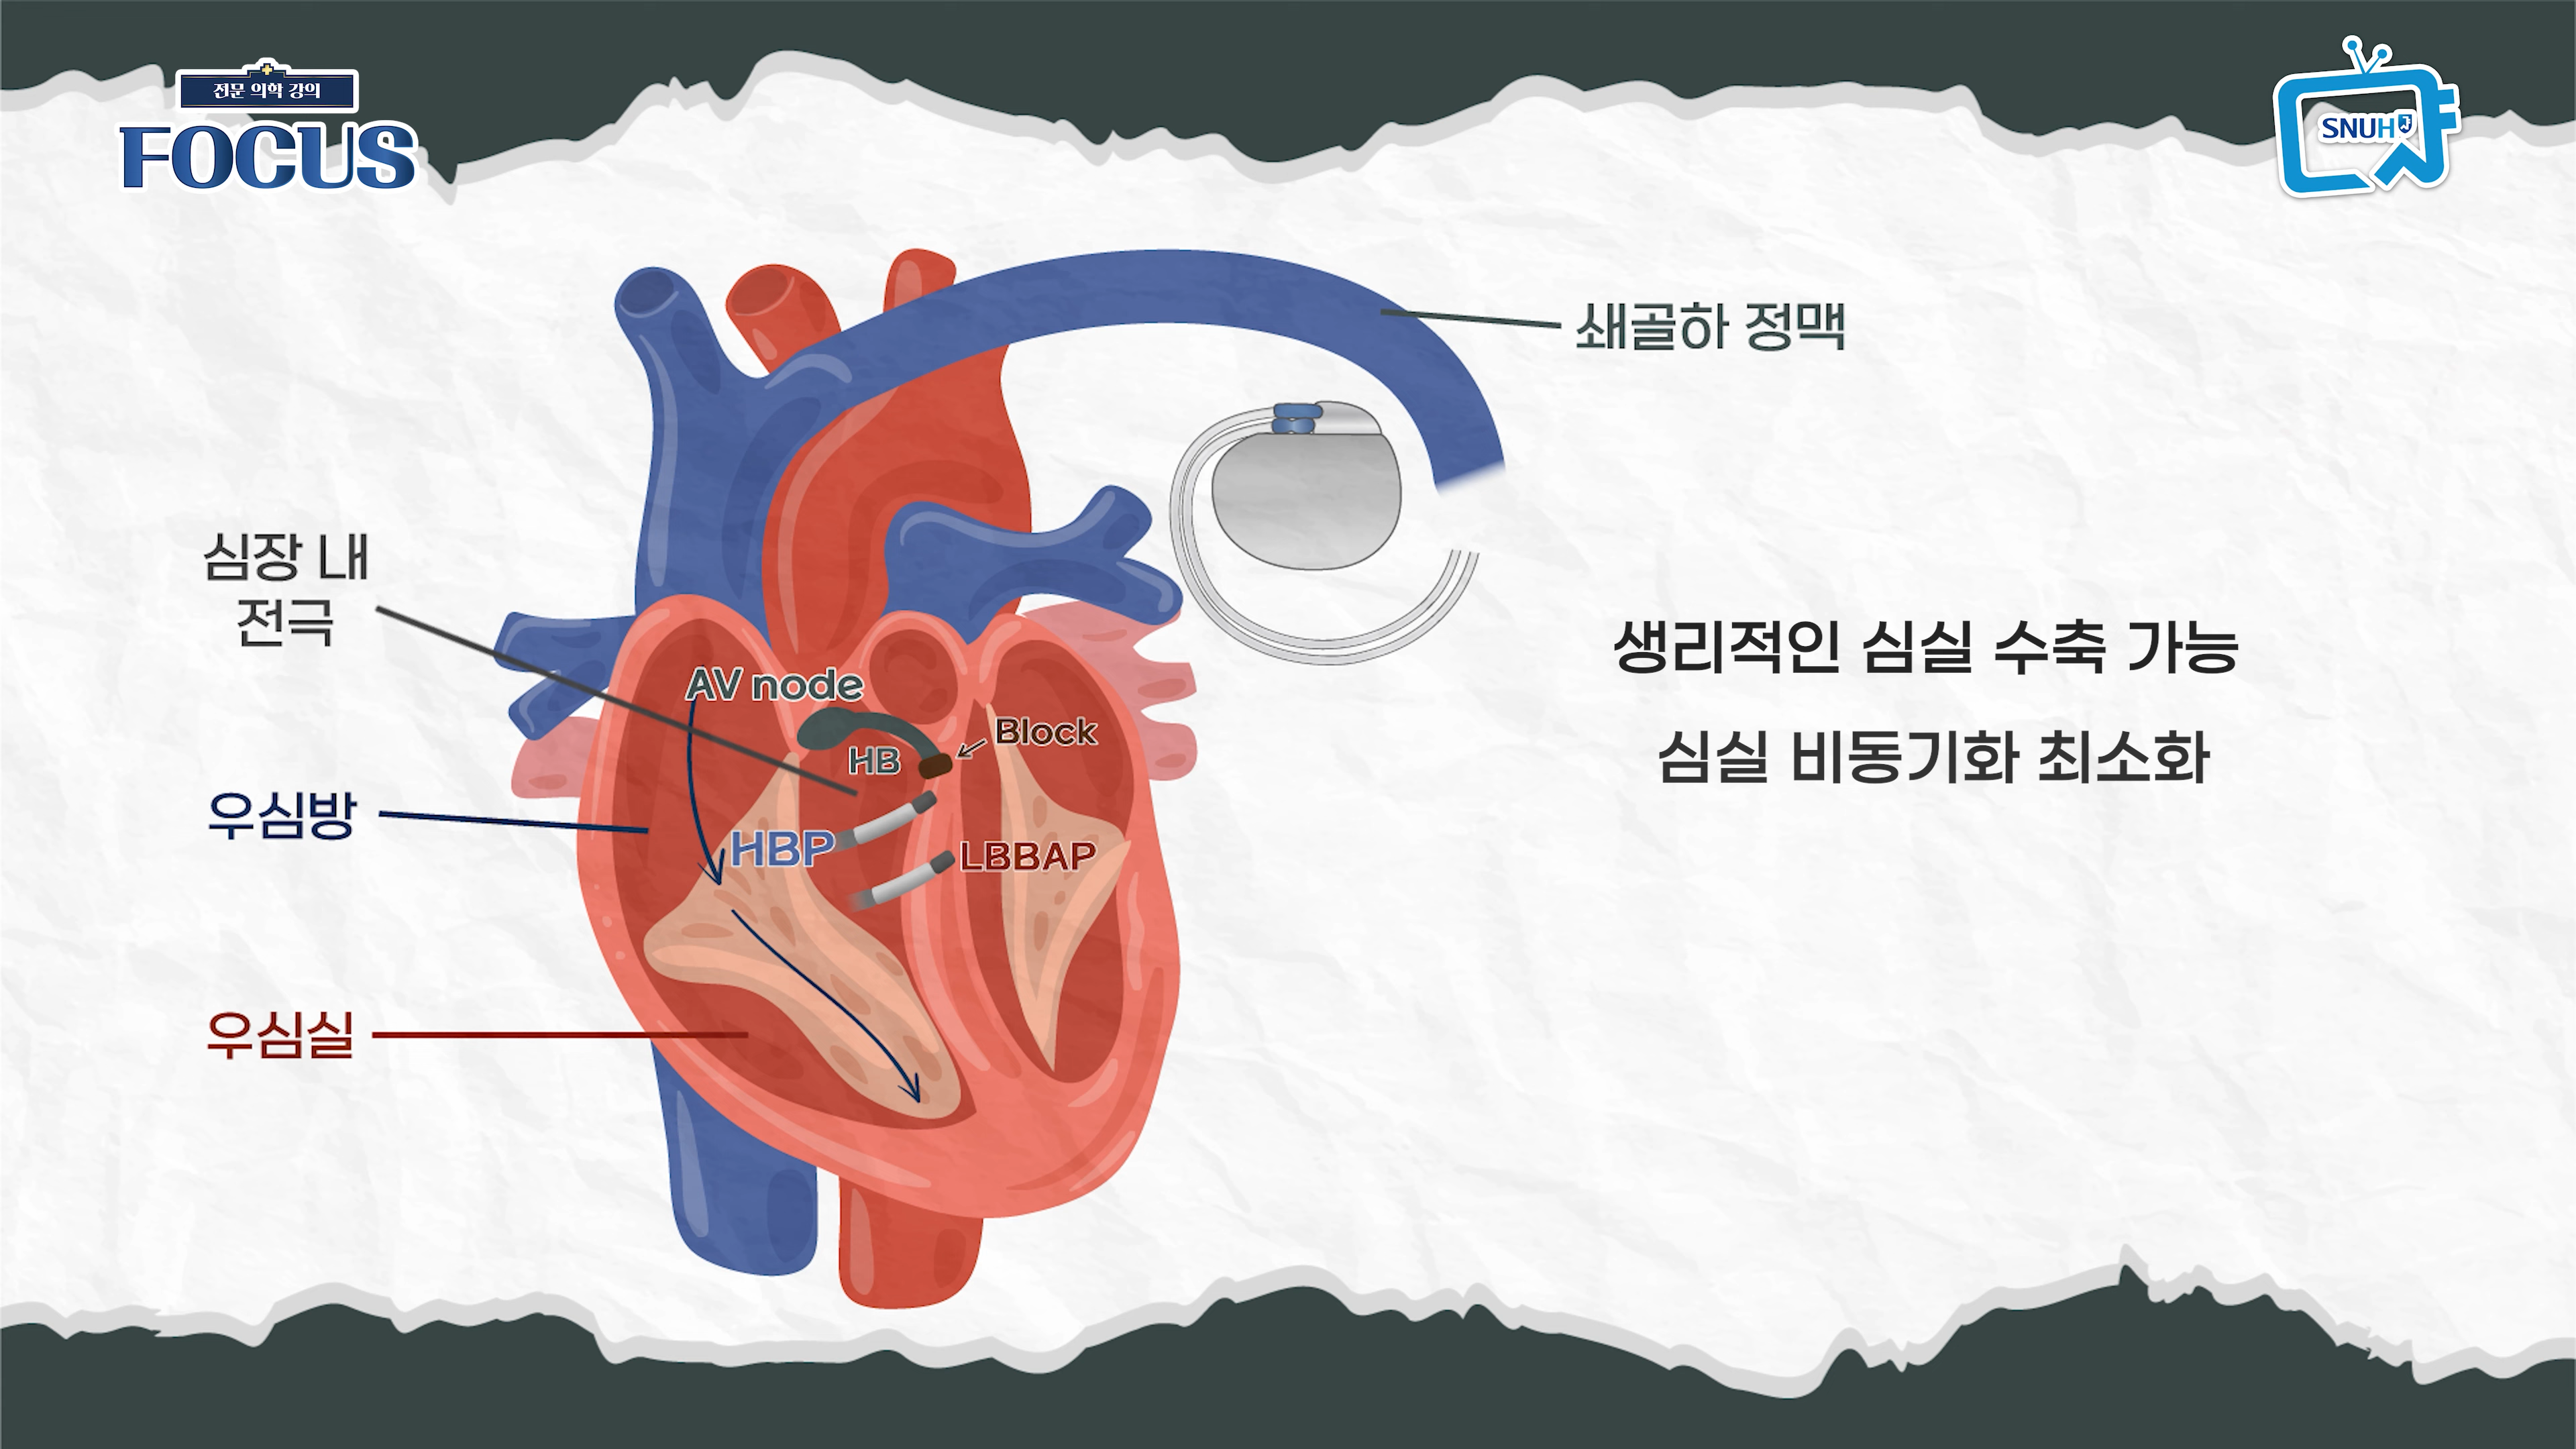 전문 의학 강의
FOCUS
SNUH
쇄골하 정맥
심장 내
전극
AV node
Block
HB
HBP
LBBAP
우심방
우심실
생리적인 심실 수축 가능
심실 비동기화 최소화